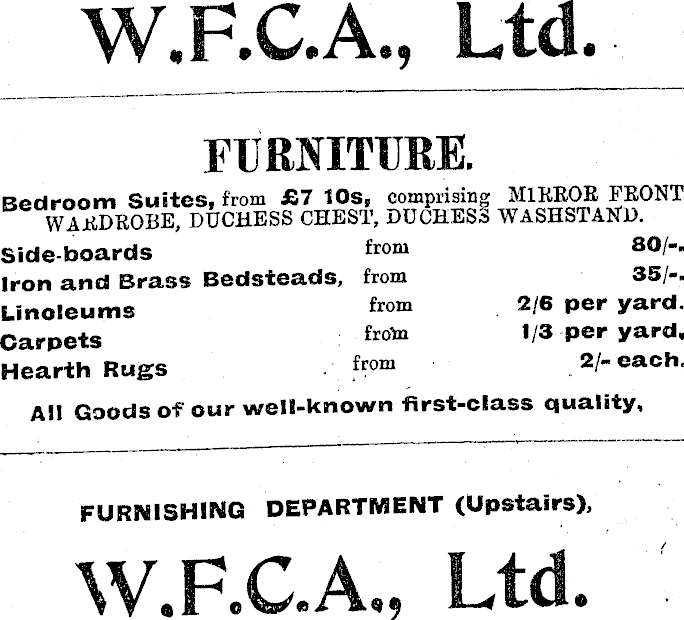 W.F.C.A., Ltd.
FURNITURE.
Bedroom Suites, from £7 10s, comprising MIRROR FRONT
WARDROBE, DUCHESS CHEST, DUCHESS WASHSTAND.
Side-boards from 80/-.
Iron and Brass Bedsteads, from 35/-.
Linoleums from 2/6 per yard.
Carpets from 1/3 per yard,
Hearth Rugs from 2/- each.
All Goods of our well-known first-class quality,
FURNISHING DEPARTMENT (Upstairs),
W.F.C.A., Ltd.